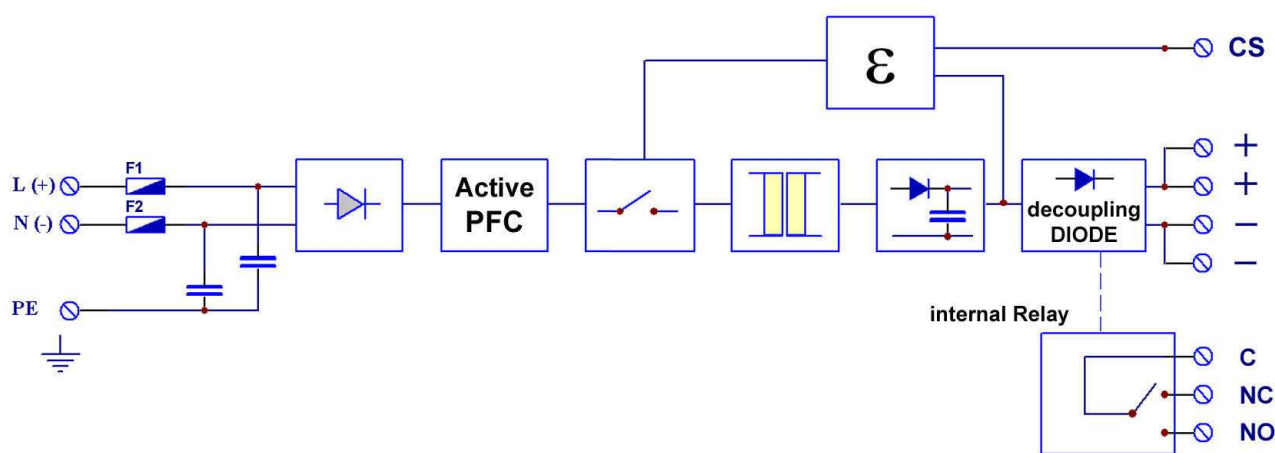 CS
ε
F1
L (+)
F2
N (-)
PE
Active
PFC
decoupling
DIODE
+
+
−
−
internal Relay
C
NC
NO